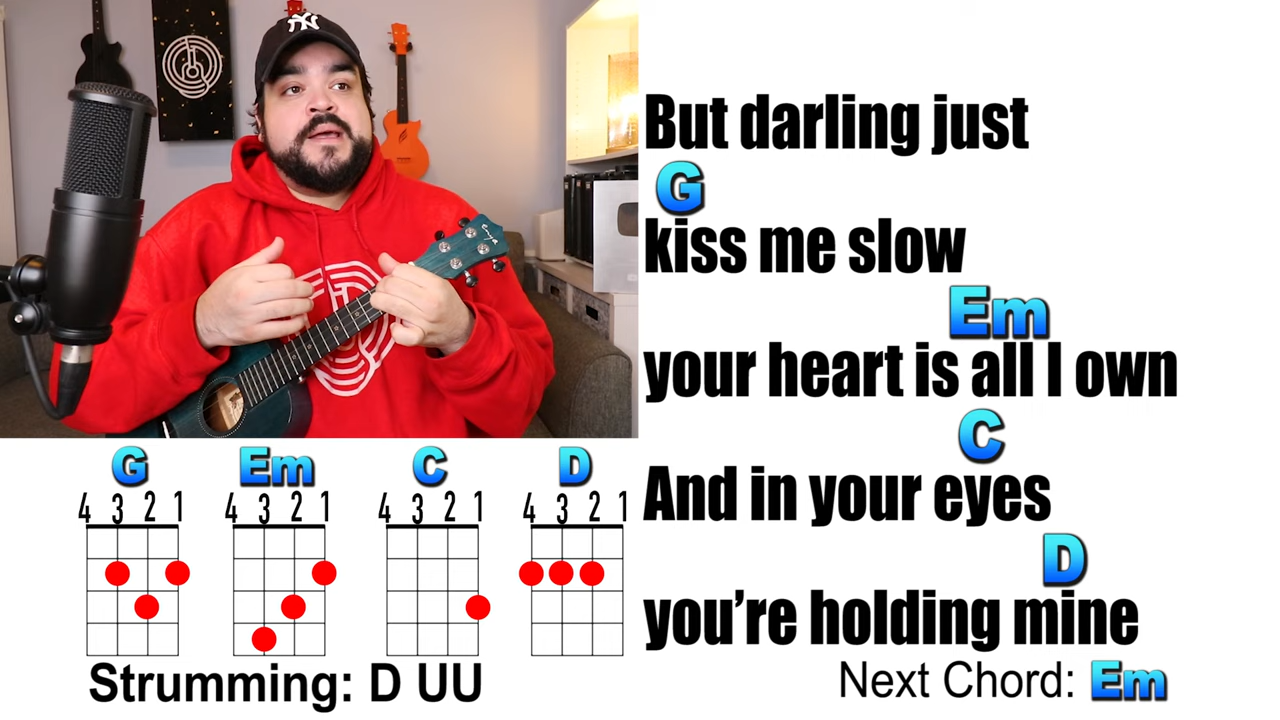 But darling just
G
kiss me slow
Em
your heart is all I own
C
And in your eyes
D
you're holding mine
Next Chord: Em
enya
G Em C D
4 3 2 1 4 3 2 1 4 3 2 1 4 3 2 1
Strumming: D UU